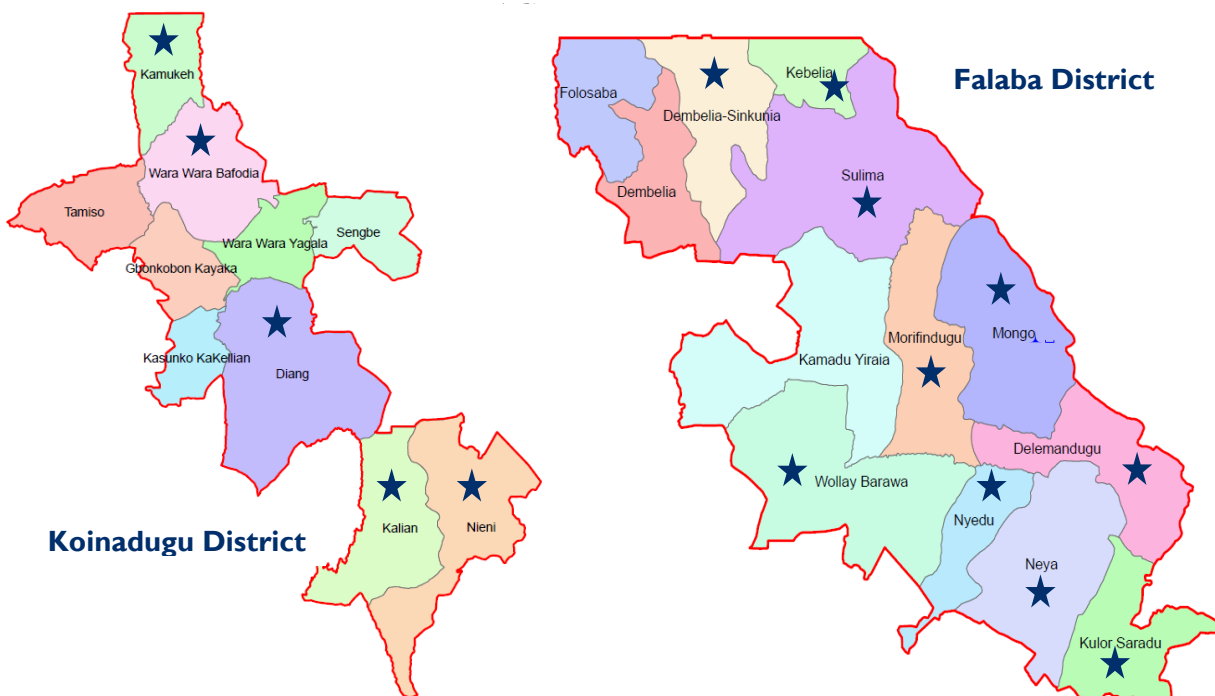 Kamukeh
Wara Wara Bafodia
Tamiso
Wara Wara Yagala
Sengbe
Gbonkobon Kayaka
Kasunko KaKellian
Diang
Kalian
Nieni
Koinadugu District
Falaba District
Folosaba
Dembelia-Sinkunia
Kebelia
Dembelia
Sulima
Mongo
Morifindugu
Kamadu Yiraia
Delemandugu
Wollay Barawa
Nyedu
Neya
Kulor Saradu